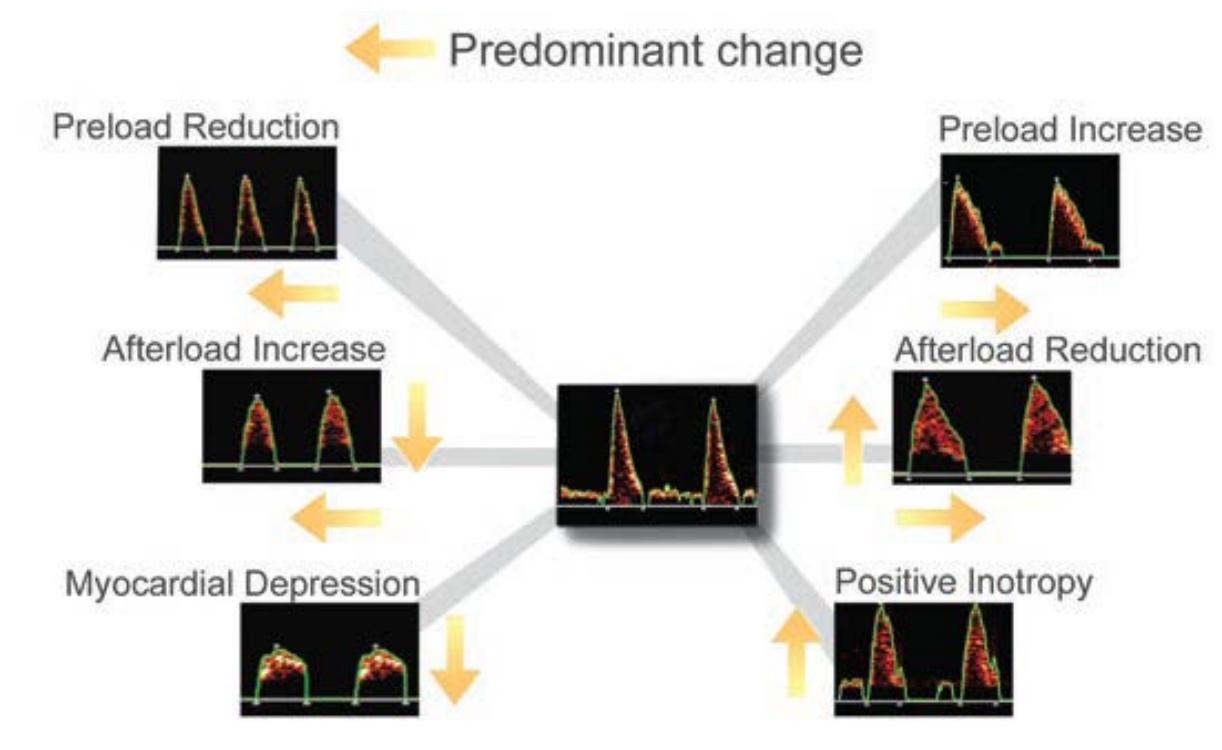 Predominant change
Preload Reduction
Preload Increase
Afterload Increase
Afterload Reduction
Myocardial Depression
Positive Inotropy